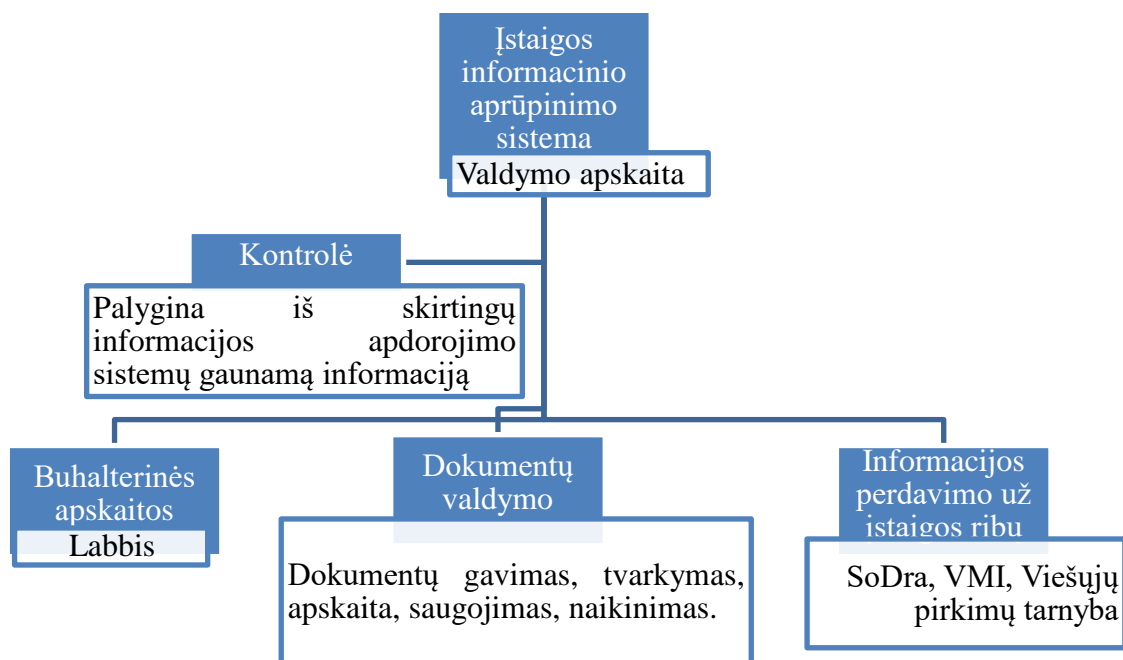 Įstaigos
informacinio
aprūpinimo
sistema
Valdymo apskaita
Kontrolė
Palygina iš skirtingų
informacijos apdorojimo
sistemų gaunamą informaciją
Buhalterinės
apskaitos
Labbis
Dokumentų
valdymo
Dokumentų gavimas, tvarkymas,
apskaita, saugojimas, naikinimas.
Informacijos
perdavimo už
įstaigos ribų
SoDra, VMI, Viešųjų
pirkimų tarnyba